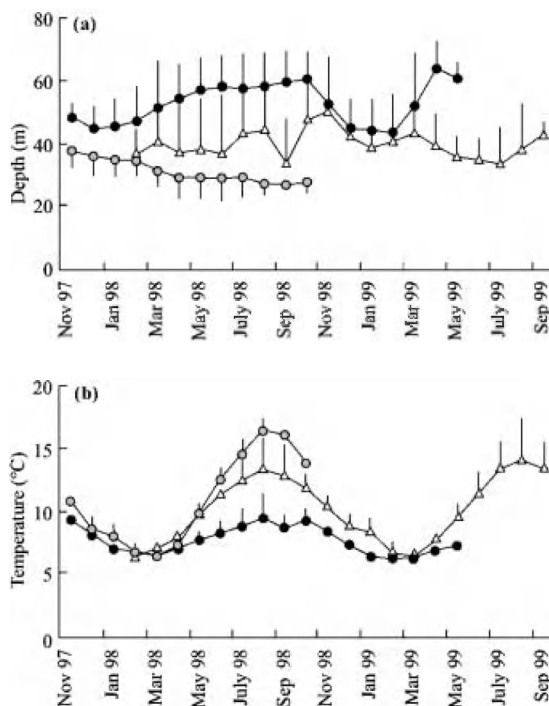 (a)
80
60
40
20
0
Depth (m)
Nov 97
Jan 98
Mar 98
May 98
July 98
Sep 98
Nov 98
Jan 99
Mar 99
May 99
July 99
Sep 99
(b)
20
15
10
5
0
Temperature (°C)
Nov 97
Jan 98
Mar 98
May 98
July 98
Sep 98
Nov 98
Jan 99
Mar 99
May 99
July 99
Sep 99